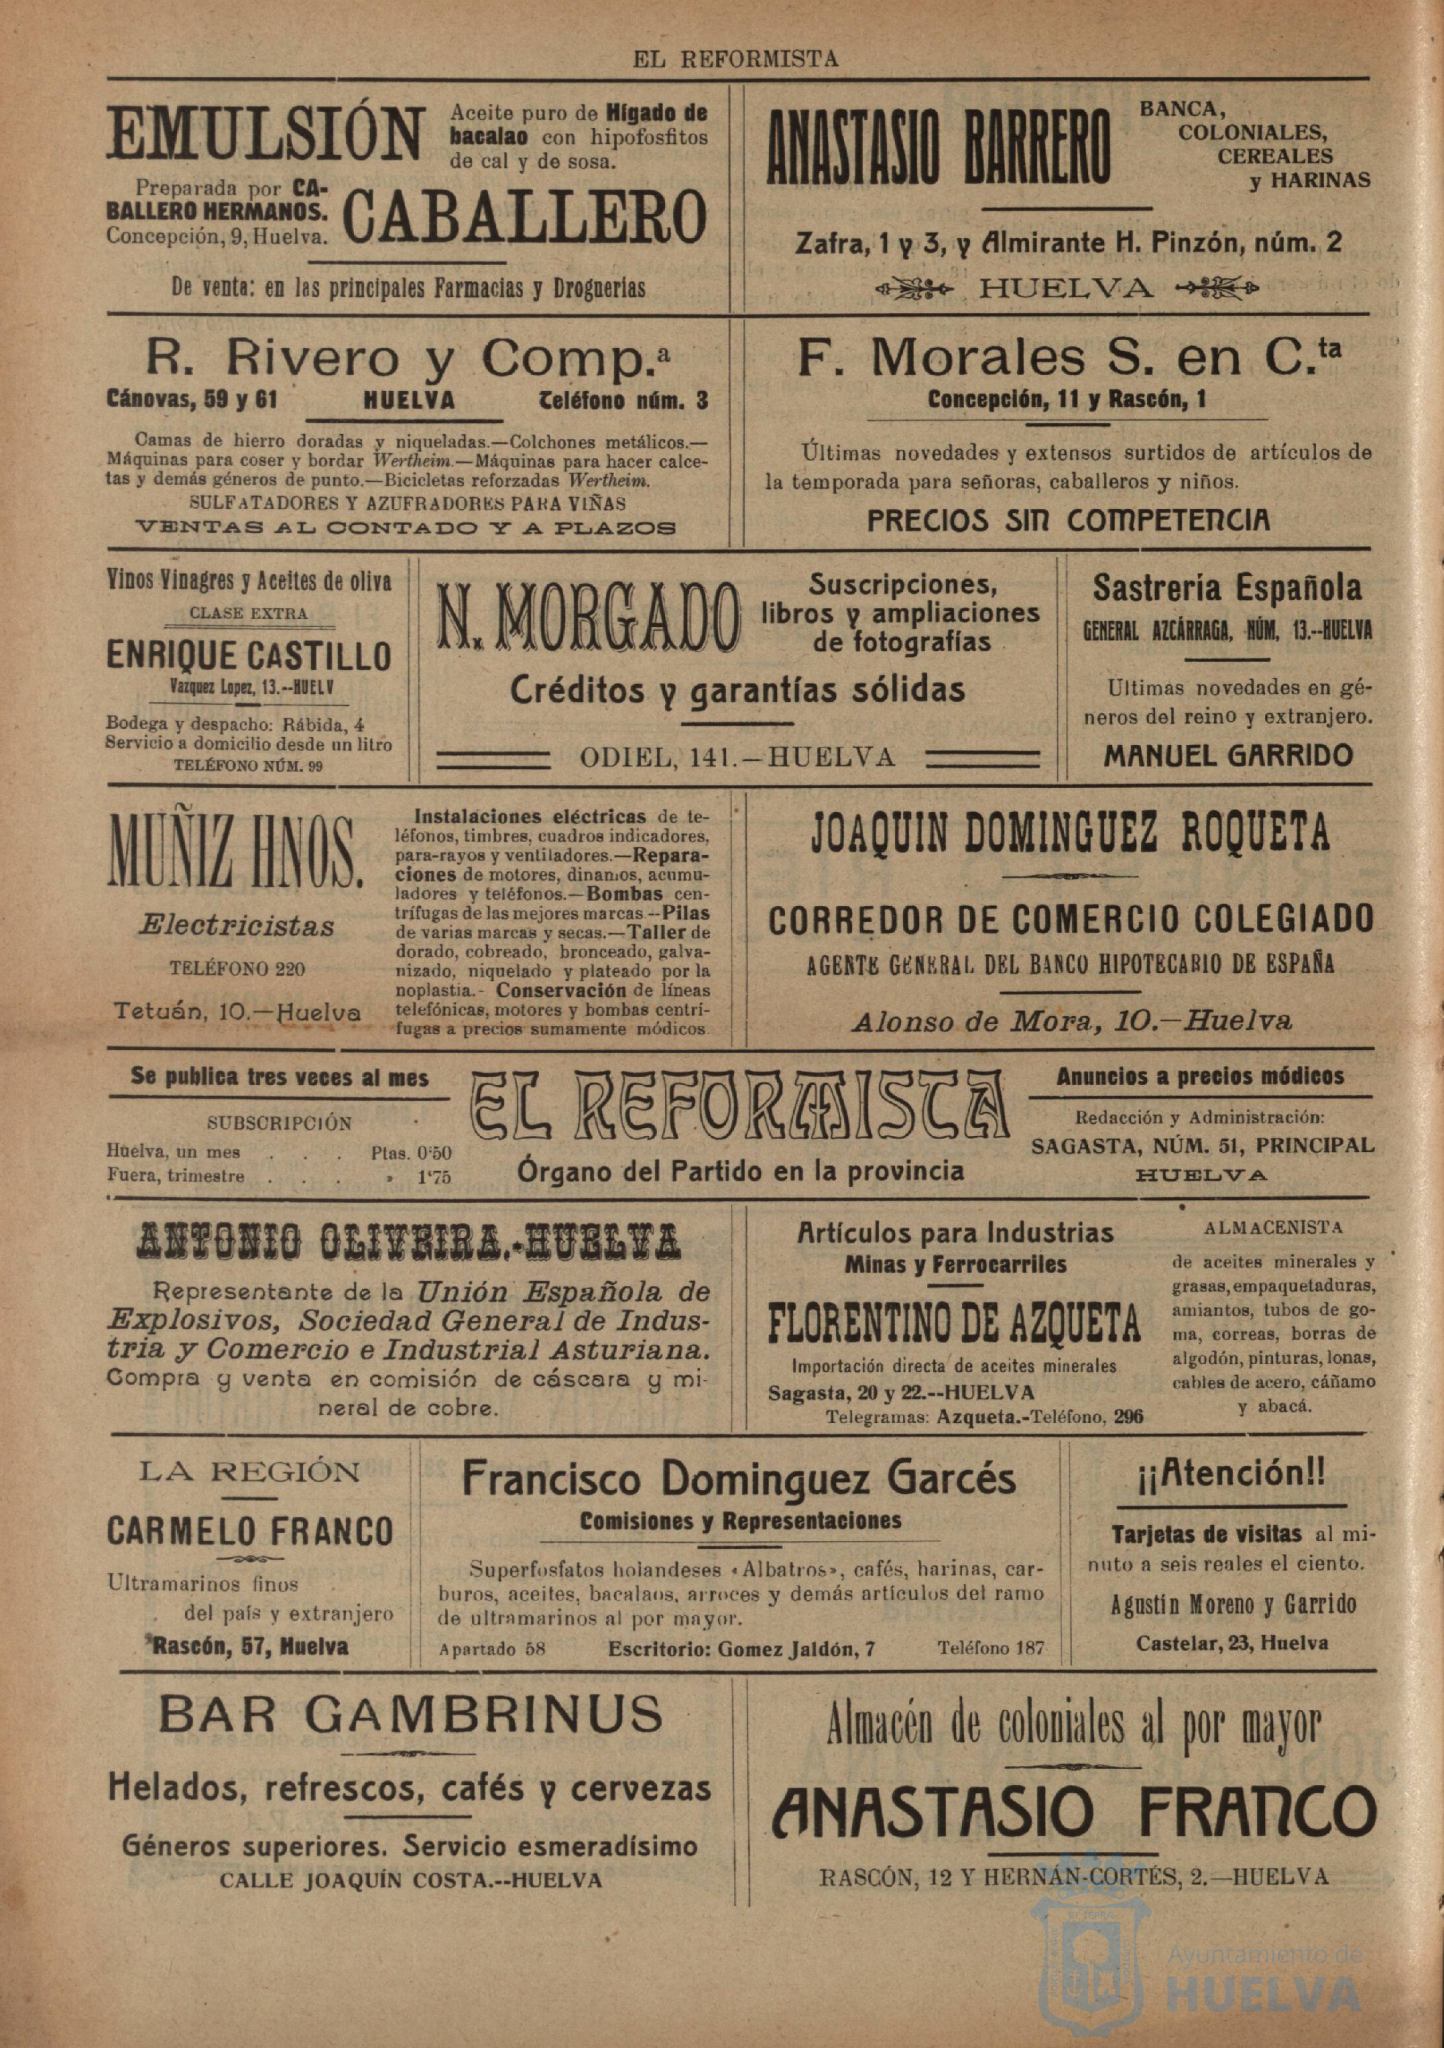 EL REFORMISTA
EMULSIÓN
Aceite puro de Hígado de
bacalao con hipofosfitos
de cal y de sosa.
Preparada por CA-
BALLERO HERMANOS.
Concepción, 9, Huelva.
CABALLERO
De venta: en las principales Farmacias y Droguerias
ANASTASIO BARRERO
BANCA,
COLONIALES,
CEREALES
y HARINAS
Zafra, 1 y 3, y Almirante H. Pinzón, núm. 2
HUELVA
R. Rivero y Comp.ª
Cánovas, 59 y 61 HUELVA Teléfono núm. 3
Camas de hierro doradas y niqueladas.—Colchones metálicos.—
Máquinas para coser y bordar Wertheim.—Máquinas para hacer calce-
tas y demás géneros de punto.—Bicicletas reforzadas Wertheim.
SULFATADORES Y AZUFRADORES PARA VIÑAS
VENTAS AL CONTADO Y A PLAZOS
F. Morales S. en C.ta
Concepción, 11 y Rascón, 1
Últimas novedades y extensos surtidos de artículos de
la temporada para señoras, caballeros y niños.
PRECIOS SIN COMPETENCIA
Vinos Vinagres y Aceites de oliva
CLASE EXTRA
ENRIQUE CASTILLO
Vazquez Lopez, 13.--HUELV
Bodega y despacho: Rábida, 4
Servicio a domicilio desde un litro
TELÉFONO NÚM. 99
N. MORGADO
Suscripciones,
libros y ampliaciones
de fotografías
Créditos y garantías sólidas
ODIEL, 141.—HUELVA
Sastrería Española
GENERAL AZCÁRRAGA, NÚM, 13.--HUELVA
Ultimas novedades en gé-
neros del reino y extranjero.
MANUEL GARRIDO
MUÑIZ HNOS.
Electricistas
TELÉFONO 220
Tetuán, 10.—Huelva
Instalaciones eléctricas de te-
léfonos, timbres, cuadros indicadores,
para-rayos y ventiladores.—Repara-
ciones de motores, dinamos, acumu-
ladores y teléfonos.—Bombas cen-
trífugas de las mejores marcas.--Pilas
de varias marcas y secas.—Taller de
dorado, cobreado, bronceado, galva-
nizado, niquelado y plateado por la
noplastia.- Conservación de líneas
telefónicas, motores y bombas centrí-
fugas a precios sumamente módicos
JOAQUIN DOMINGUEZ ROQUETA
CORREDOR DE COMERCIO COLEGIADO
AGENTE GENERAL DEL BANCO HIPOTECARIO DE ESPAÑA
Alonso de Mora, 10.—Huelva
Se publica tres veces al mes
SUBSCRIPCIÓN
Huelva, un mes . . . Ptas. 0'50
Fuera, trimestre . . . » 1'75
EL REFORMISTA
Órgano del Partido en la provincia
Anuncios a precios módicos
Redacción y Administración:
SAGASTA, NÚM. 51, PRINCIPAL
HUELVA
ANTONIO OLIVEIRA.-HUELVA
Representante de la Unión Española de
Explosivos, Sociedad General de Indus-
tria y Comercio e Industrial Asturiana.
Compra y venta en comisión de cáscara y mi-
neral de cobre.
Artículos para Industrias
Minas y Ferrocarriles
FLORENTINO DE AZQUETA
Importación directa de aceites minerales
Sagasta, 20 y 22.--HUELVA
Telegramas: Azqueta.-Teléfono, 296
ALMACENISTA
de aceites minerales y
grasas, empaquetaduras,
amiantos, tubos de go-
ma, correas, borras de
algodón, pinturas, lonas,
cables de acero, cáñamo
y abacá.
LA REGIÓN
CARMELO FRANCO
Ultramarinos finos
del país y extranjero
Rascón, 57, Huelva
Francisco Dominguez Garcés
Comisiones y Representaciones
Superfosfatos holandeses «Albatros», cafés, harinas, car-
buros, aceites, bacalaos, arroces y demás artículos del ramo
de ultramarinos al por mayor.
Apartado 58 Escritorio: Gomez Jaldón, 7 Teléfono 187
¡¡Atención!!
Tarjetas de visitas al mi-
nuto a seis reales el ciento.
Agustín Moreno y Garrido
Castelar, 23, Huelva
BAR GAMBRINUS
Helados, refrescos, cafés y cervezas
Géneros superiores. Servicio esmeradísimo
CALLE JOAQUÍN COSTA.--HUELVA
Almacén de coloniales al por mayor
ANASTASIO FRANCO
RASCÓN, 12 Y HERNÁN-CORTÉS, 2.—HUELVA
Ayuntamiento de
HUELVA